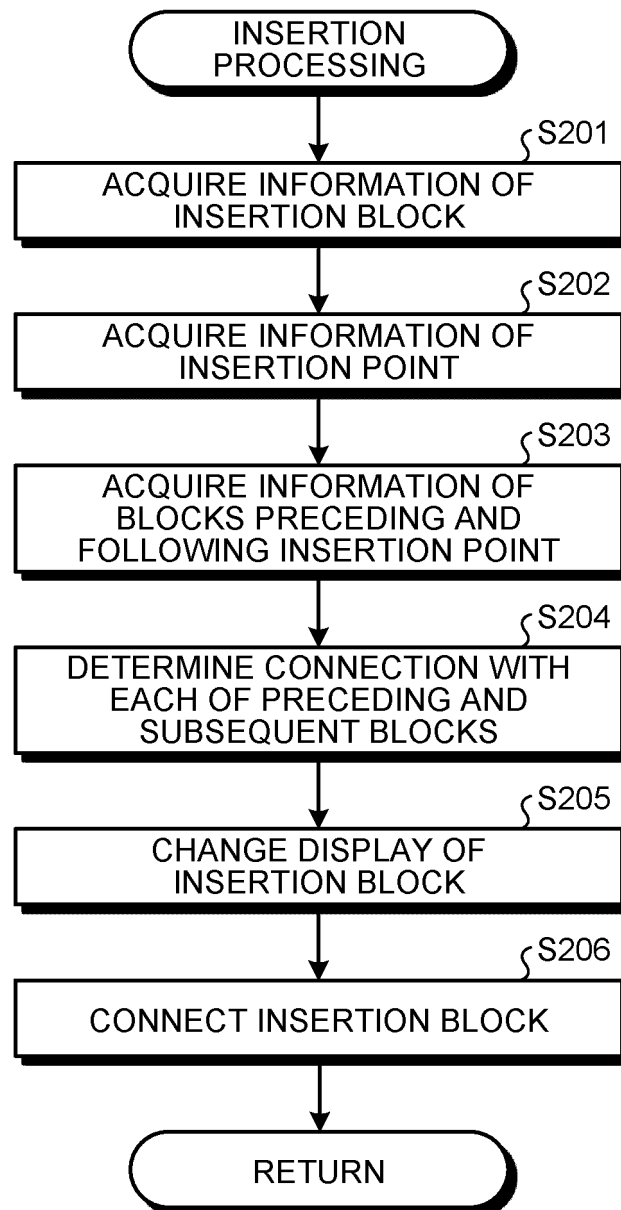 INSERTION
PROCESSING
S201
ACQUIRE INFORMATION OF
INSERTION BLOCK
S202
ACQUIRE INFORMATION OF
INSERTION POINT
S203
ACQUIRE INFORMATION OF
BLOCKS PRECEDING AND
FOLLOWING INSERTION POINT
S204
DETERMINE CONNECTION WITH
EACH OF PRECEDING AND
SUBSEQUENT BLOCKS
S205
CHANGE DISPLAY OF
INSERTION BLOCK
S206
CONNECT INSERTION BLOCK
RETURN